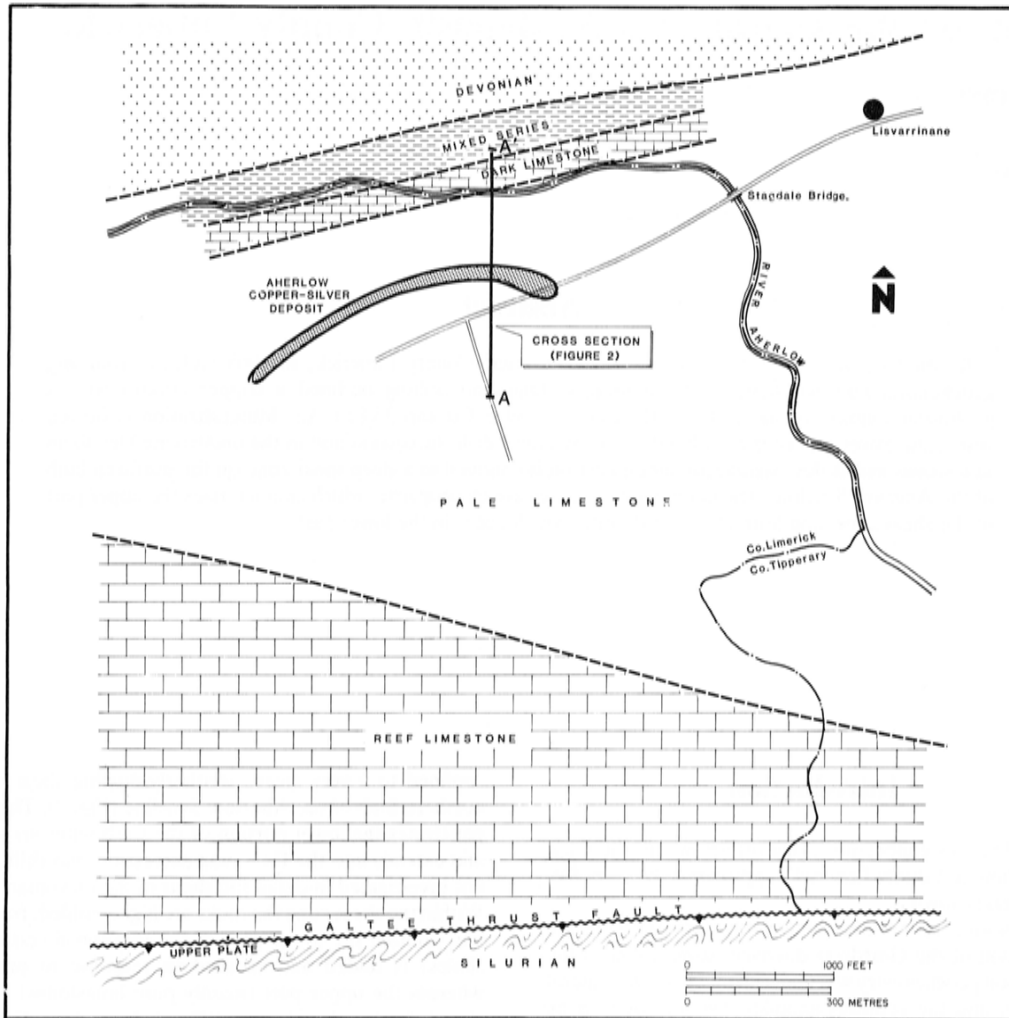 DEVONIAN
MIXED SERIES
A'
DARK LIMESTONE
Lisvarrinane
Stagdale Bridge.
AHERLOW
COPPER-SILVER
DEPOSIT
RIVER AHERLOW
N
CROSS SECTION
(FIGURE 2)
A
PALE LIMESTONE
Co.Limerick
Co.Tipperary
REEF LIMESTONE
GALTEE THRUST FAULT
UPPER PLATE
SILURIAN
0 1000 FEET
0 300 METRES